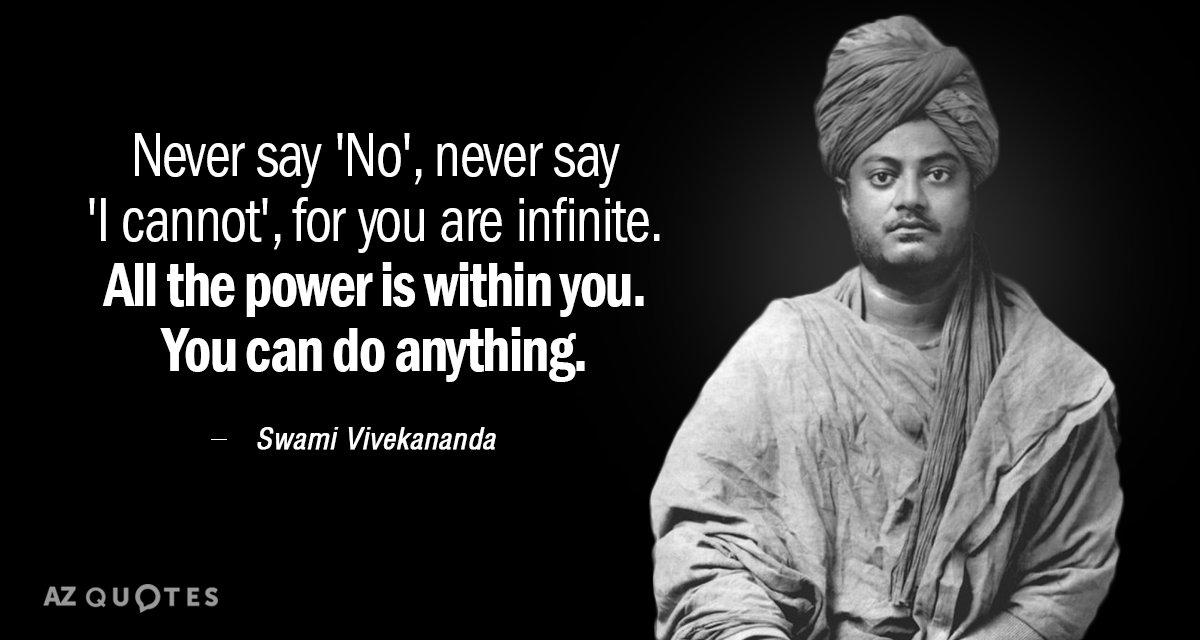 Never say 'No', never say
'I cannot', for you are infinite.
All the power is within you.
You can do anything.
– Swami Vivekananda
AZ QUOTES